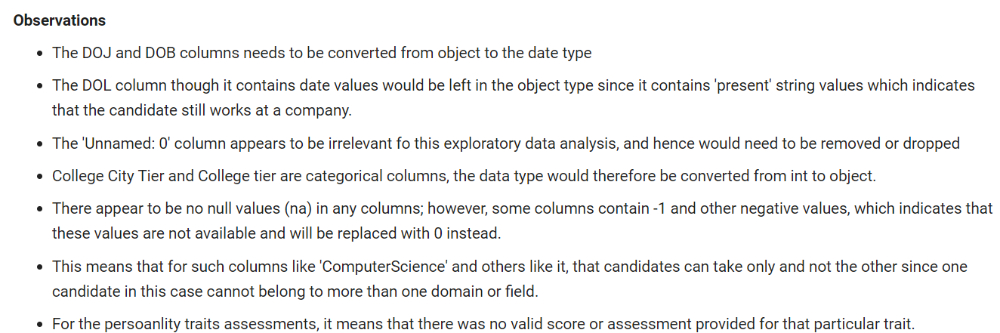 Observations
• The DOJ and DOB columns needs to be converted from object to the date type
• The DOL column though it contains date values would be left in the object type since it contains 'present' string values which indicates
that the candidate still works at a company.
• The 'Unnamed: 0' column appears to be irrelevant fo this exploratory data analysis, and hence would need to be removed or dropped
• College City Tier and College tier are categorical columns, the data type would therefore be converted from int to object.
• There appear to be no null values (na) in any columns; however, some columns contain -1 and other negative values, which indicates that
these values are not available and will be replaced with 0 instead.
• This means that for such columns like 'ComputerScience' and others like it, that candidates can take only and not the other since one
candidate in this case cannot belong to more than one domain or field.
• For the persoanlity traits assessments, it means that there was no valid score or assessment provided for that particular trait.